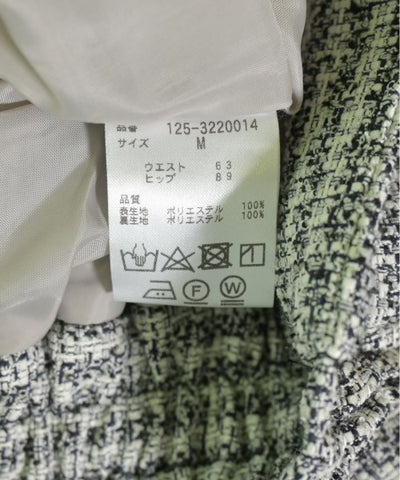 品番 125-3220014
サイズ M
ウエスト 63
ヒップ 89
品質
表生地 ポリエステル 100%
裏生地 ポリエステル 100%
F W